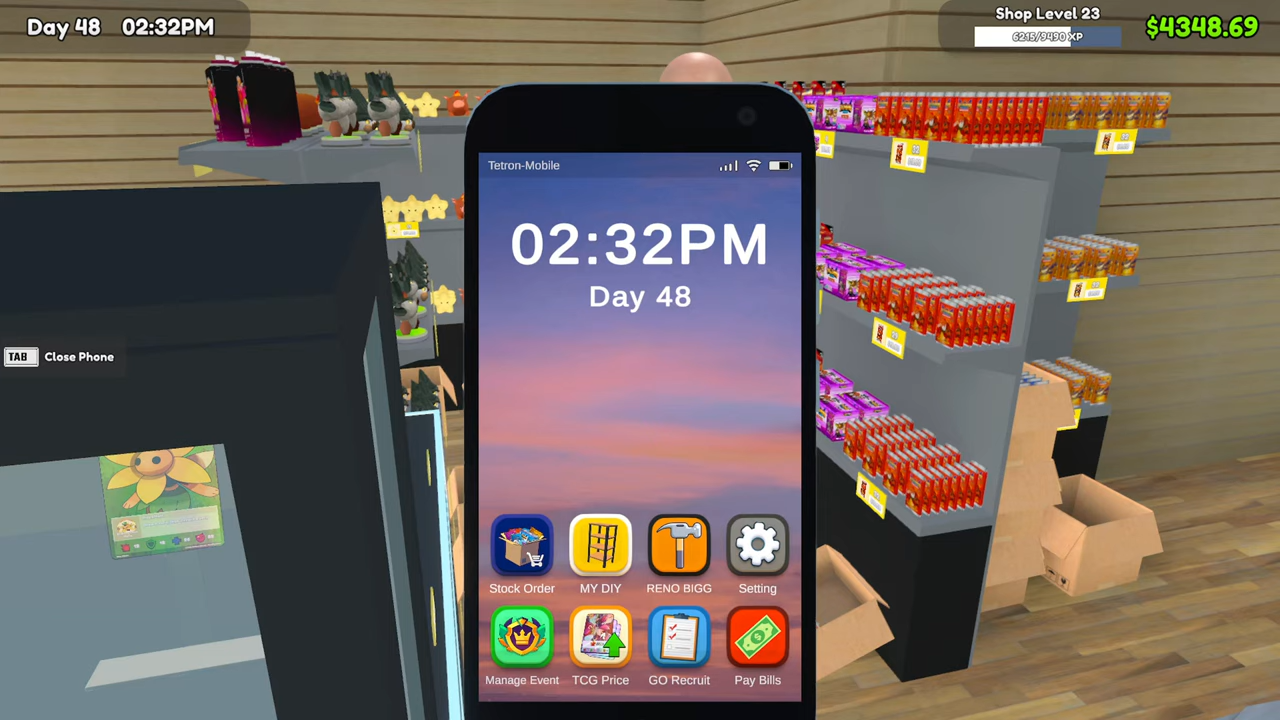 Day 48 02:32PM
Shop Level 23
6215/9490 XP
$4348.69
Tetron-Mobile
02:32PM
Day 48
TAB Close Phone
Stock Order MY DIY RENO BIGG Setting
Manage Event TCG Price GO Recruit Pay Bills